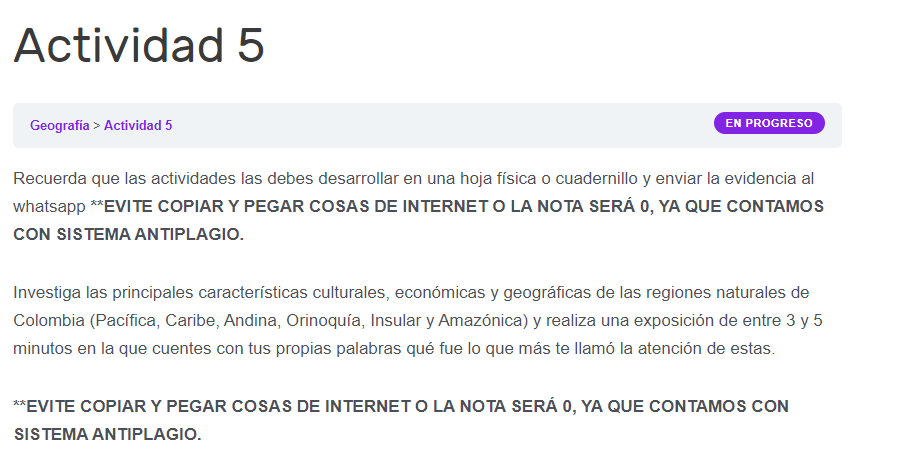 Actividad 5
Geografía > Actividad 5
EN PROGRESO
Recuerda que las actividades las debes desarrollar en una hoja física o cuadernillo y enviar la evidencia al
whatsapp **EVITE COPIAR Y PEGAR COSAS DE INTERNET O LA NOTA SERÁ 0, YA QUE CONTAMOS
CON SISTEMA ANTIPLAGIO.
Investiga las principales características culturales, económicas y geográficas de las regiones naturales de
Colombia (Pacífica, Caribe, Andina, Orinoquía, Insular y Amazónica) y realiza una exposición de entre 3 y 5
minutos en la que cuentes con tus propias palabras qué fue lo que más te llamó la atención de estas.
**EVITE COPIAR Y PEGAR COSAS DE INTERNET O LA NOTA SERÁ 0, YA QUE CONTAMOS CON
SISTEMA ANTIPLAGIO.